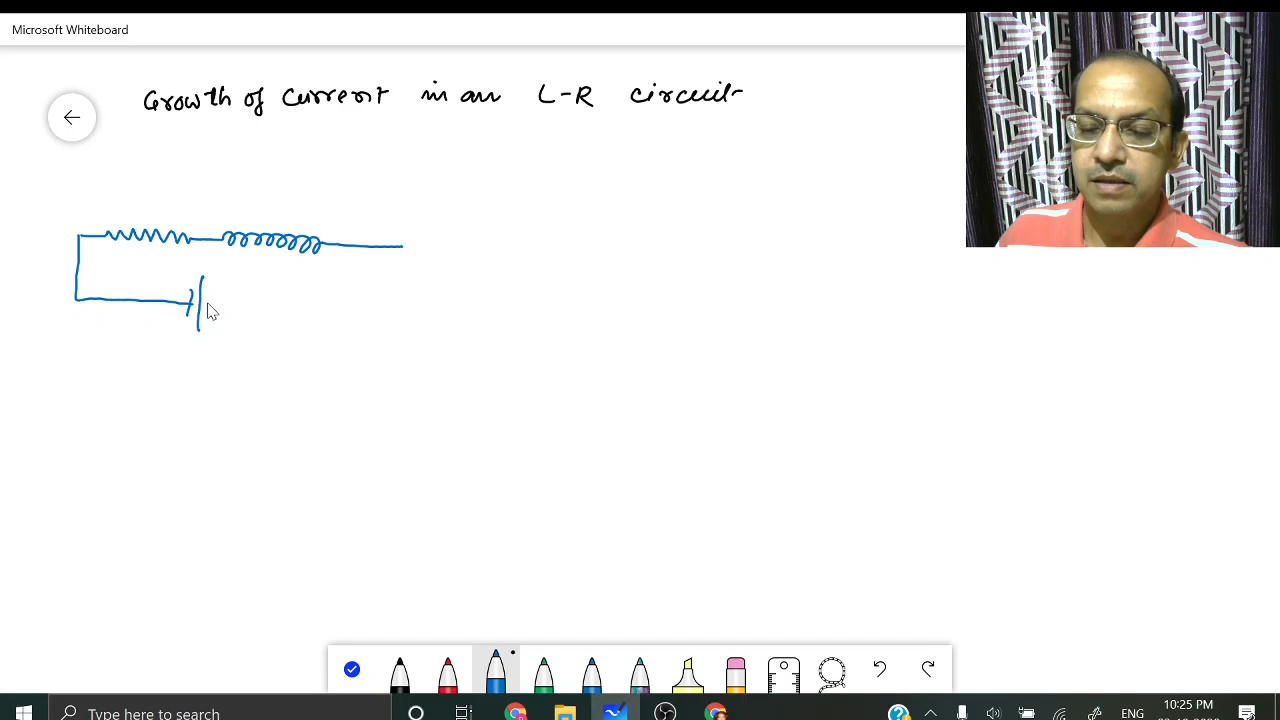 Microsoft Whiteboard
Growth of current in an L-R circuit
Type here to search
ENG
10:25 PM